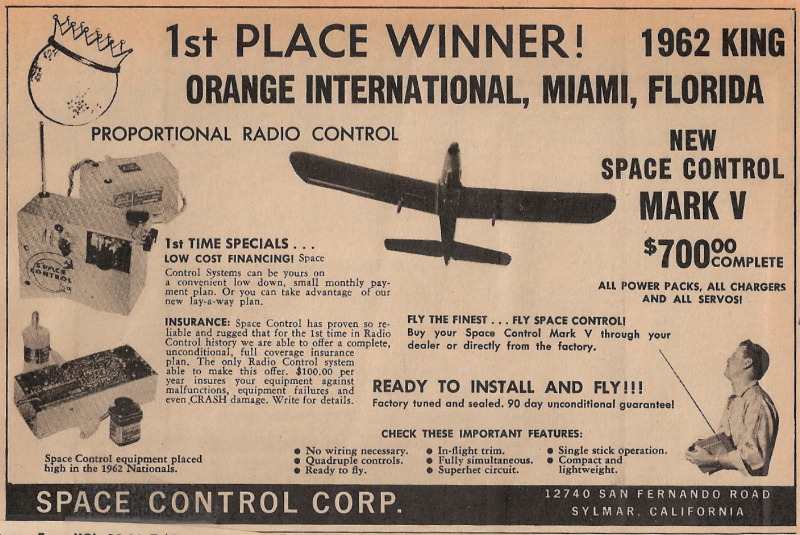 1st PLACE WINNER!
1962 KING
ORANGE INTERNATIONAL, MIAMI, FLORIDA
PROPORTIONAL RADIO CONTROL
NEW
SPACE CONTROL
MARK V
$700.00
COMPLETE
ALL POWER PACKS, ALL CHARGERS
AND ALL SERVOS!
SPACE
CONTROL
1st TIME SPECIALS . . .
LOW COST FINANCING! Space
Control Systems can be yours on
a convenient low down, small monthly pay-
ment plan. Or you can take advantage of our
new lay-a-way plan.
INSURANCE: Space Control has proven so re-
liable and rugged that for the 1st time in Radio
Control history we are able to offer a complete,
unconditional, full coverage insurance
plan. The only Radio Control system
able to make this offer. $100.00 per
year insures your equipment against
malfunctions, equipment failures and
even CRASH damage. Write for details.
FLY THE FINEST . . . FLY SPACE CONTROL!
Buy your Space Control Mark V through your
dealer or directly from the factory.
READY TO INSTALL AND FLY!!!
Factory tuned and sealed. 90 day unconditional guarantee!
Space Control equipment placed
high in the 1962 Nationals.
CHECK THESE IMPORTANT FEATURES:
• No wiring necessary.
• Quadruple controls.
• Ready to fly.
• In-flight trim.
• Fully simultaneous.
• Superhet circuit.
• Single stick operation.
• Compact and
lightweight.
SPACE CONTROL CORP.
12740 SAN FERNANDO ROAD
SYLMAR, CALIFORNIA